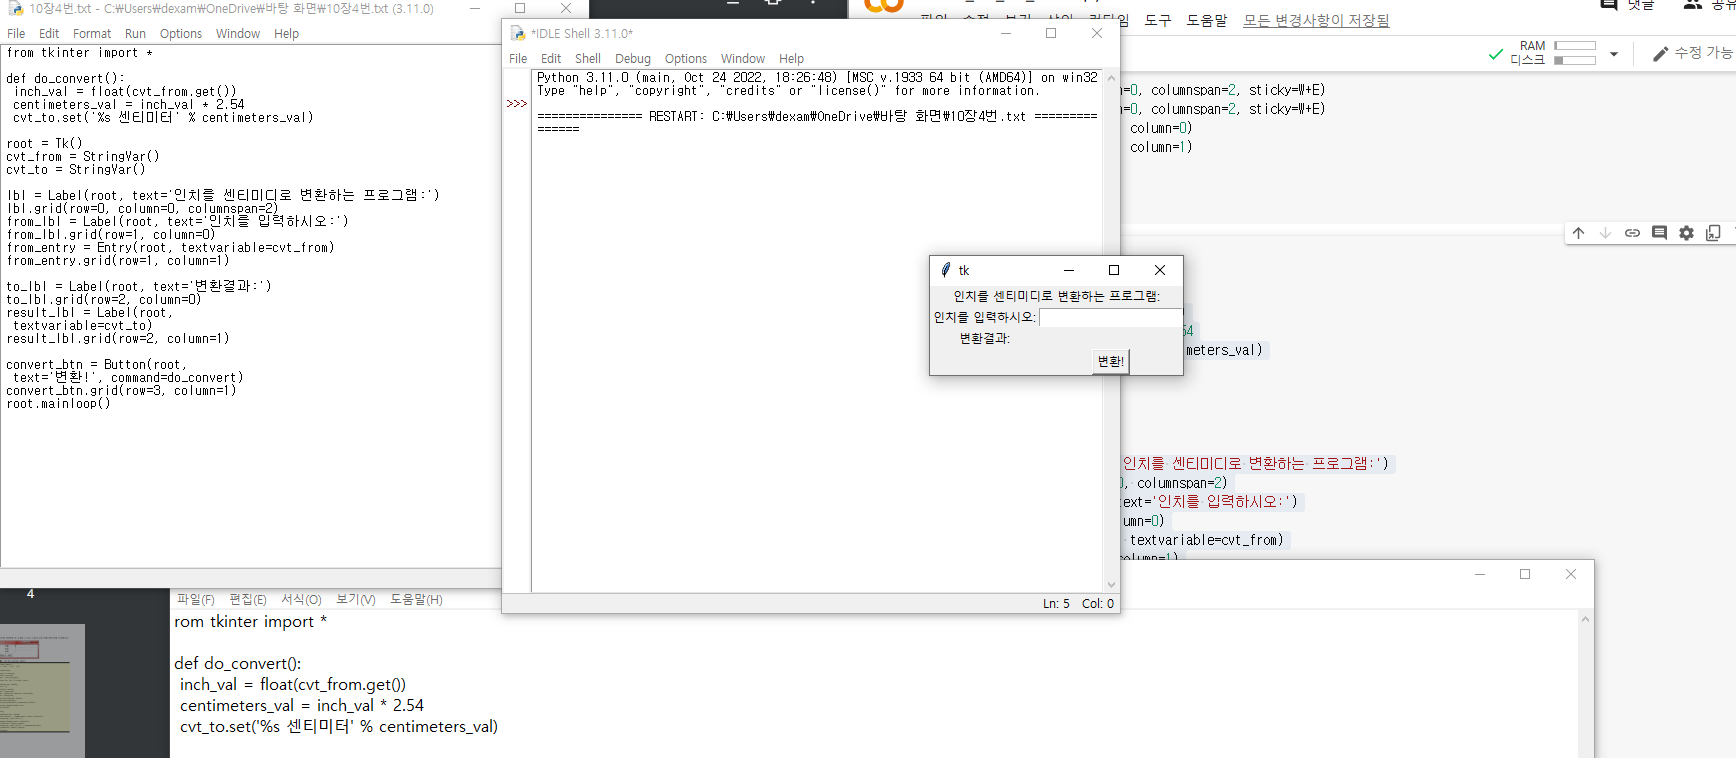 10장4번.txt - C:₩Users₩dexam₩OneDrive₩바탕 화면₩10장4번.txt (3.11.0)
File Edit Format Run Options Window Help
from tkinter import *
def do_convert():
inch_val = float(cvt_from.get())
centimeters_val = inch_val * 2.54
cvt_to.set('%s 센티미터' % centimeters_val)
root = Tk()
cvt_from = StringVar()
cvt_to = StringVar()
lbl = Label(root, text='인치를 센티미디로 변환하는 프로그램:')
lbl.grid(row=0, column=0, columnspan=2)
from_lbl = Label(root, text='인치를 입력하시오:')
from_lbl.grid(row=1, column=0)
from_entry = Entry(root, textvariable=cvt_from)
from_entry.grid(row=1, column=1)
to_lbl = Label(root, text='변환결과:')
to_lbl.grid(row=2, column=0)
result_lbl = Label(root,
textvariable=cvt_to)
result_lbl.grid(row=2, column=1)
convert_btn = Button(root,
text='변환!', command=do_convert)
convert_btn.grid(row=3, column=1)
root.mainloop()
*IDLE Shell 3.11.0*
File Edit Shell Debug Options Window Help
Python 3.11.0 (main, Oct 24 2022, 18:26:48) [MSC v.1933 64 bit (AMD64)] on win32
Type "help", "copyright", "credits" or "license()" for more information.
>>>
=============== RESTART: C:₩Users₩dexam₩OneDrive₩바탕 화면₩10장4번.txt =========
======
Ln: 5 Col: 0
tk
인치를 센티미디로 변환하는 프로그램:
인치를 입력하시오:
변환결과:
변환!
도구 도움말 모든 변경사항이 저장됨
댓글 공유
RAM
디스크
수정 가능
=0, columnspan=2, sticky=W+E)
=0, columnspan=2, sticky=W+E)
column=0)
column=1)
54
meters_val)
인치를 센티미디로 변환하는 프로그램:')
0, columnspan=2)
text='인치를 입력하시오:')
umn=0)
textvariable=cvt_from)
column=1)
4
파일(F) 편집(E) 서식(O) 보기(V) 도움말(H)
rom tkinter import *
def do_convert():
inch_val = float(cvt_from.get())
centimeters_val = inch_val * 2.54
cvt_to.set('%s 센티미터' % centimeters_val)